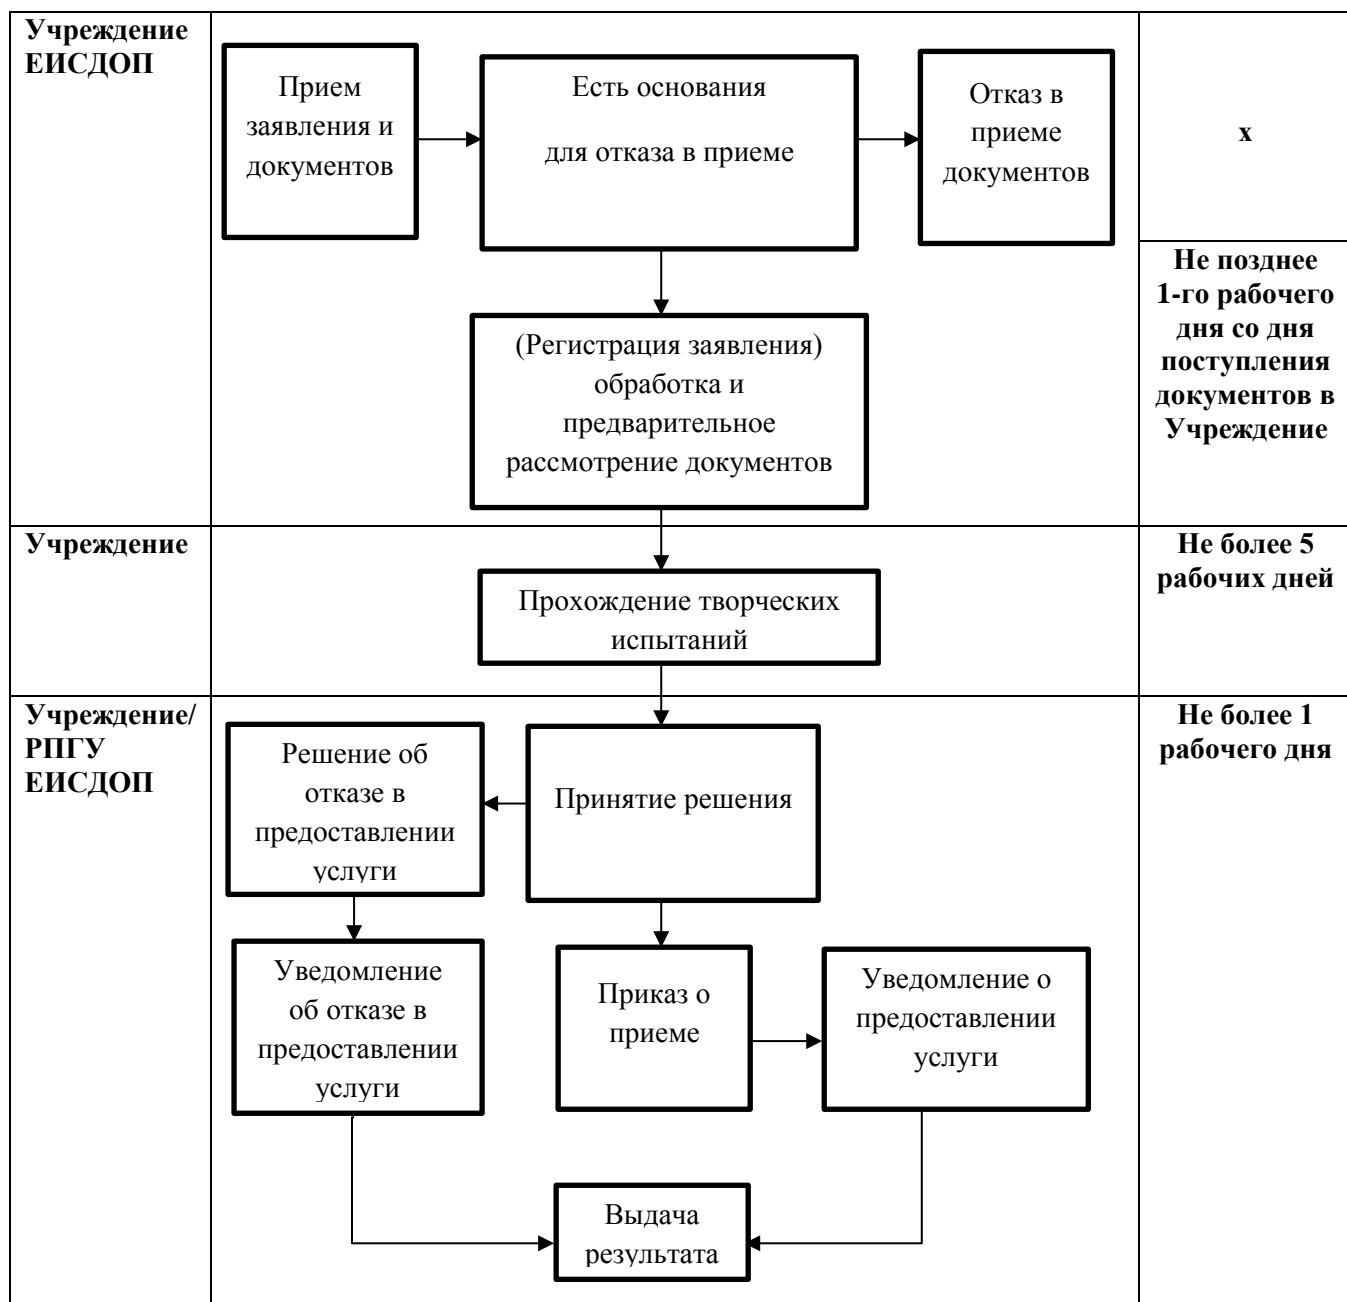 Учреждение
ЕИСДОП
Прием
заявления и
документов
Есть основания
для отказа в приеме
Отказ в
приеме
документов
х
Не позднее
1-го рабочего
дня со дня
поступления
документов в
Учреждение
(Регистрация заявления)
обработка и
предварительное
рассмотрение документов
Учреждение
Прохождение творческих
испытаний
Не более 5
рабочих дней
Учреждение/
РПГУ
ЕИСДОП
Решение об
отказе в
предоставлении
услуги
Принятие решения
Не более 1
рабочего дня
Уведомление
об отказе в
предоставлении
услуги
Приказ о
приеме
Уведомление о
предоставлении
услуги
Выдача
результата